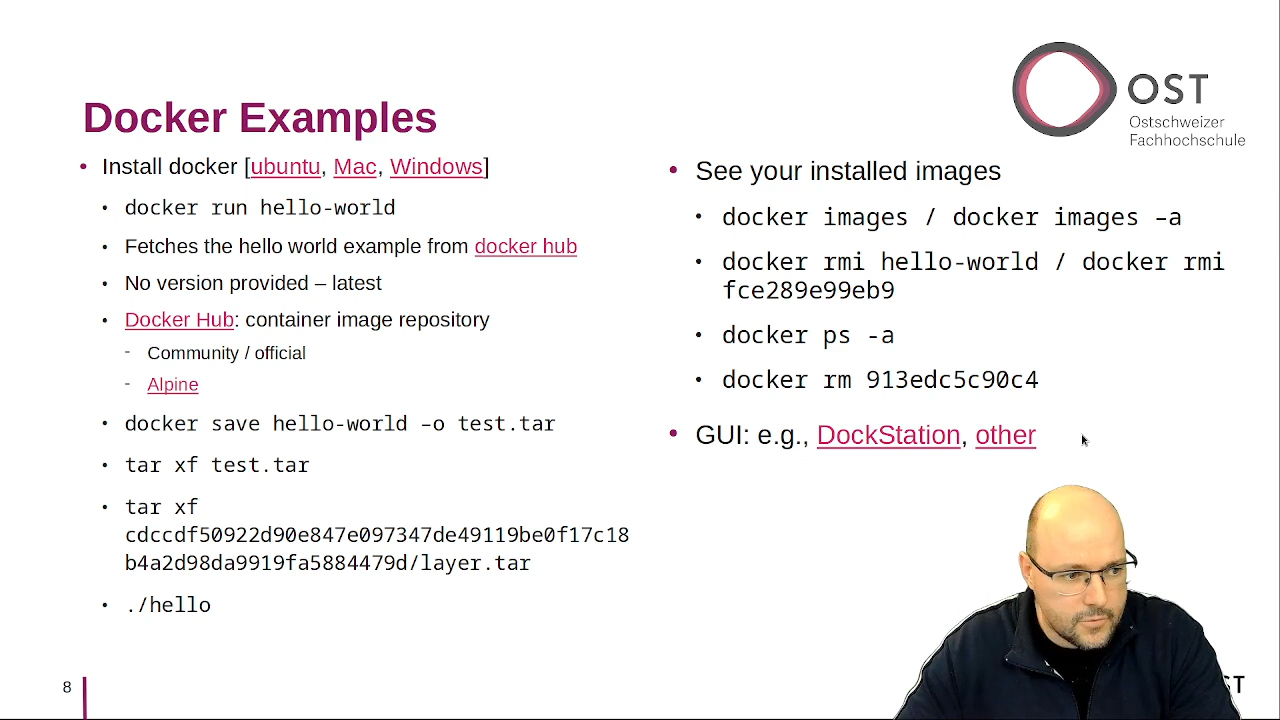 OST
Ostschweizer
Fachhochschule
Docker Examples
• Install docker [ubuntu, Mac, Windows]
• docker run hello-world
• Fetches the hello world example from docker hub
• No version provided – latest
• Docker Hub: container image repository
- Community / official
- Alpine
• docker save hello-world –o test.tar
• tar xf test.tar
• tar xf
cdccdf50922d90e847e097347de49119be0f17c18
b4a2d98da9919fa5884479d/layer.tar
• ./hello
• See your installed images
• docker images / docker images –a
• docker rmi hello-world / docker rmi
fce289e99eb9
• docker ps -a
• docker rm 913edc5c90c4
• GUI: e.g., DockStation, other
8